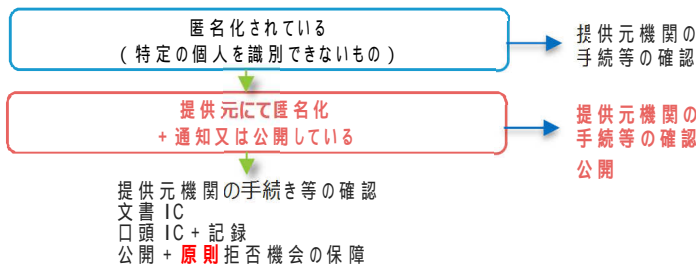 匿名化されている
(特定の個人を識別できないもの)
提供元機関の
手続等の確認
提供元にて匿名化
+通知又は公開している
提供元機関の
手続等の確認
公開
提供元機関の手続き等の確認
文書IC
口頭IC+記録
公開+原則拒否機会の保障